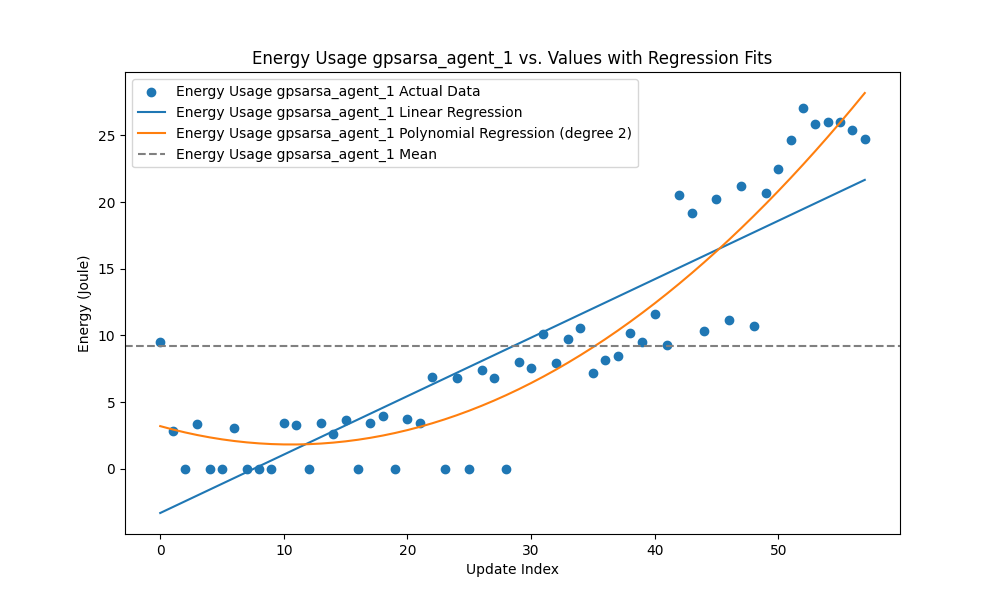 Energy Usage gpsarsa_agent_1 vs. Values with Regression Fits
Energy Usage gpsarsa_agent_1 Actual Data
Energy Usage gpsarsa_agent_1 Linear Regression
Energy Usage gpsarsa_agent_1 Polynomial Regression (degree 2)
Energy Usage gpsarsa_agent_1 Mean
Energy (Joule)
25
20
15
10
5
0
0 10 20 30 40 50
Update Index